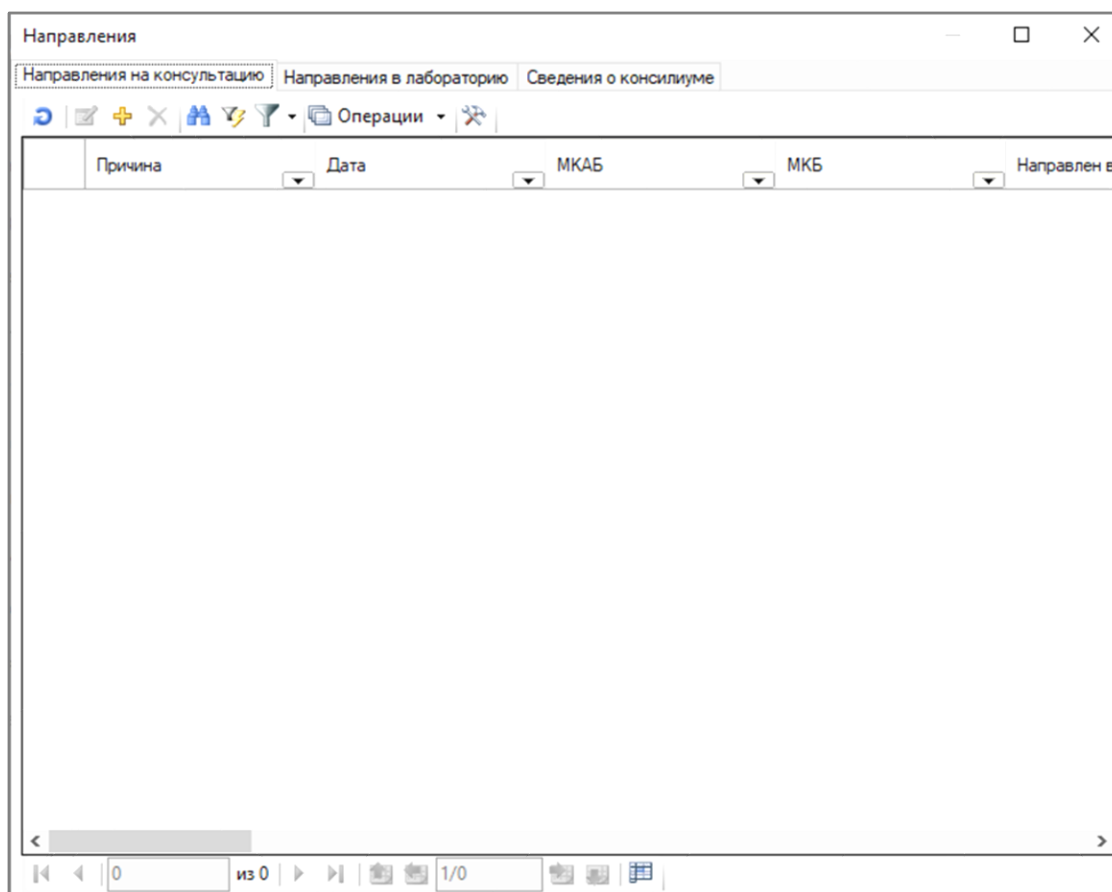 Направления
Направления на консультацию Направления в лабораторию Сведения о консилиуме
Операции
Причина Дата МКАБ МКБ Направлен в
0 из 0 1/0